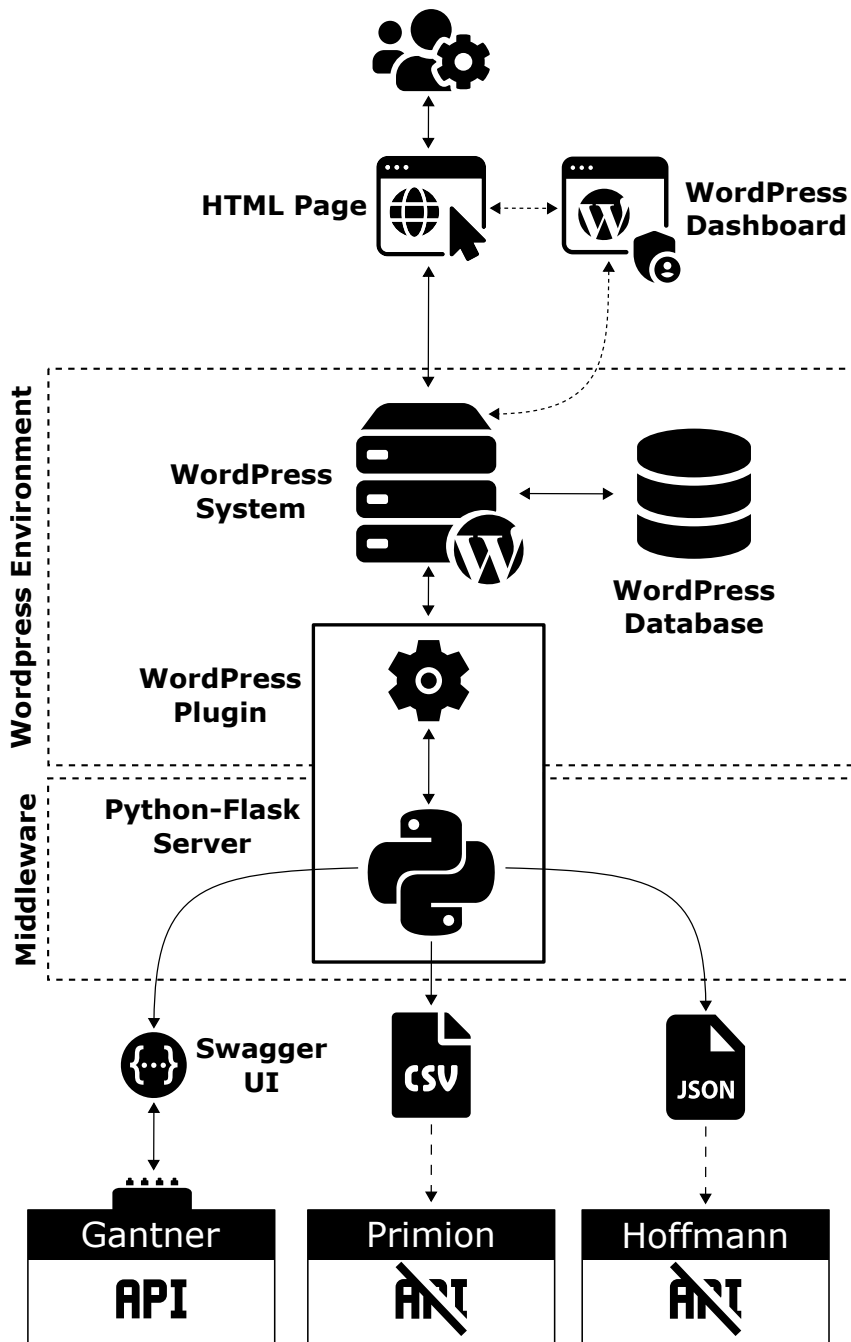 HTML Page
WordPress
Dashboard
Wordpress Environment
WordPress
System
WordPress
Database
WordPress
Plugin
Middleware
Python-Flask
Server
Swagger
UI
CSV
JSON
Gantner
Primion
Hoffmann
API
API
API